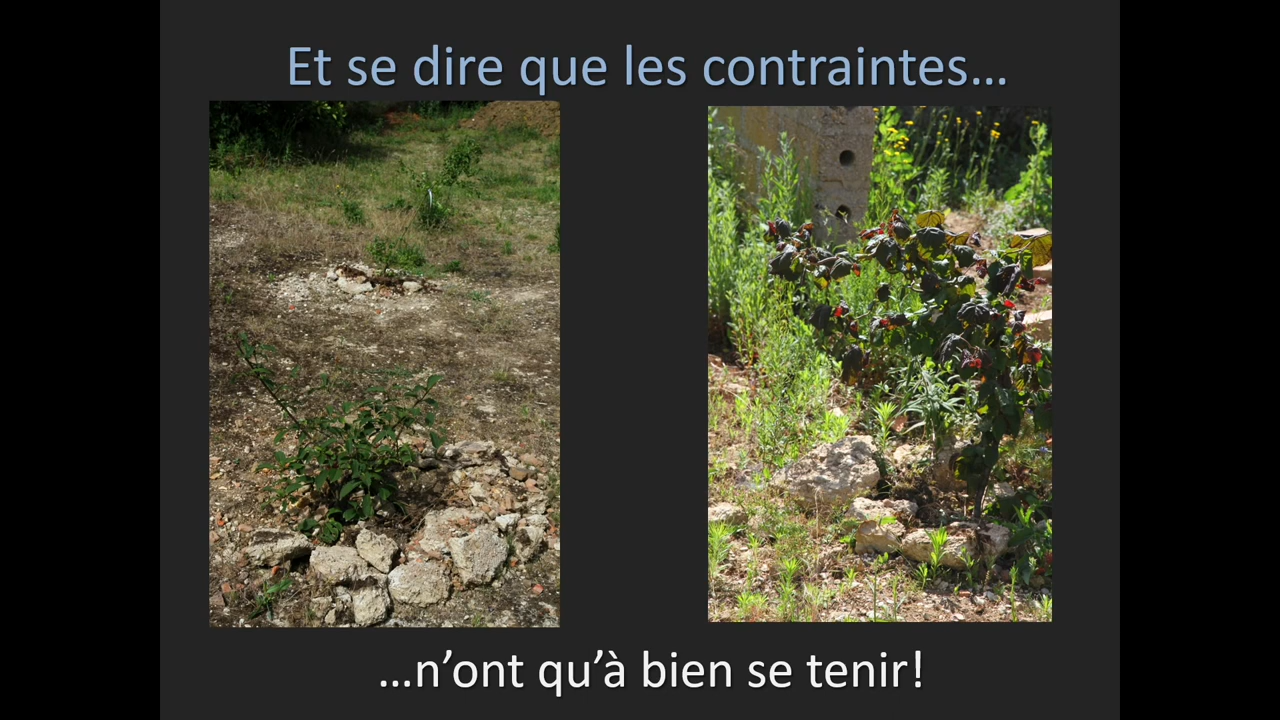 Et se dire que les contraintes…
…n’ont qu’à bien se tenir!